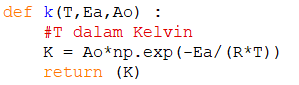 def k(T,Ea,Ao) :
    #T dalam Kelvin
    K = Ao*np.exp(-Ea/(R*T))
    return (K)